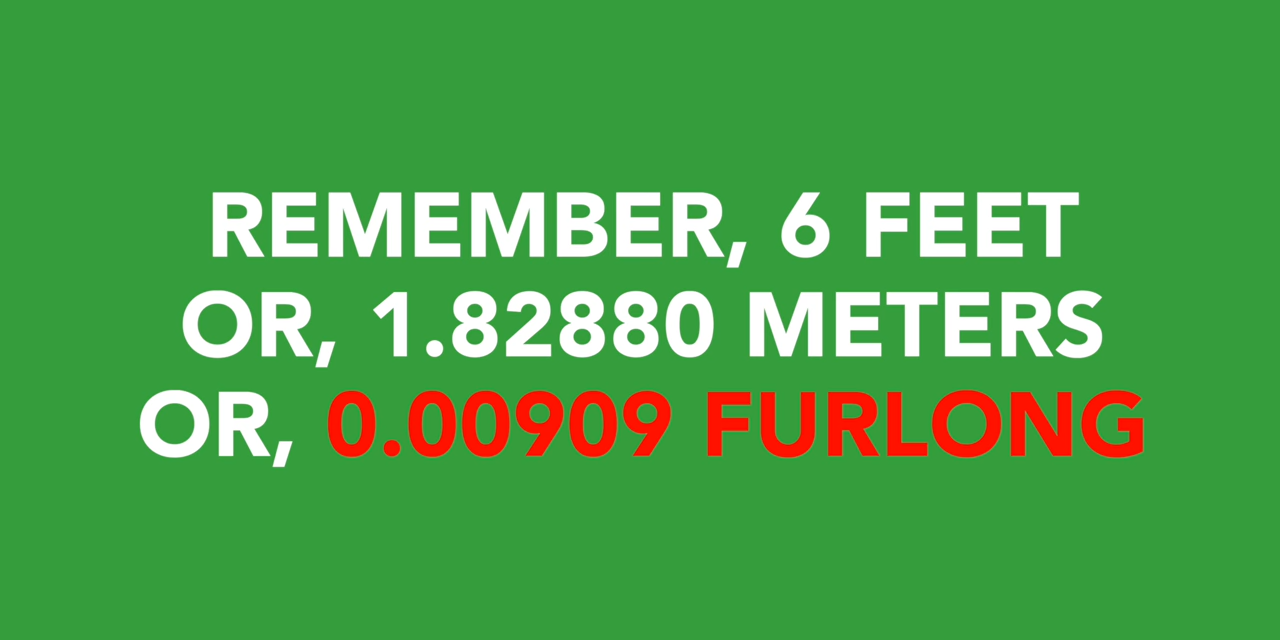 REMEMBER, 6 FEET
OR, 1.82880 METERS
OR, 0.00909 FURLONG